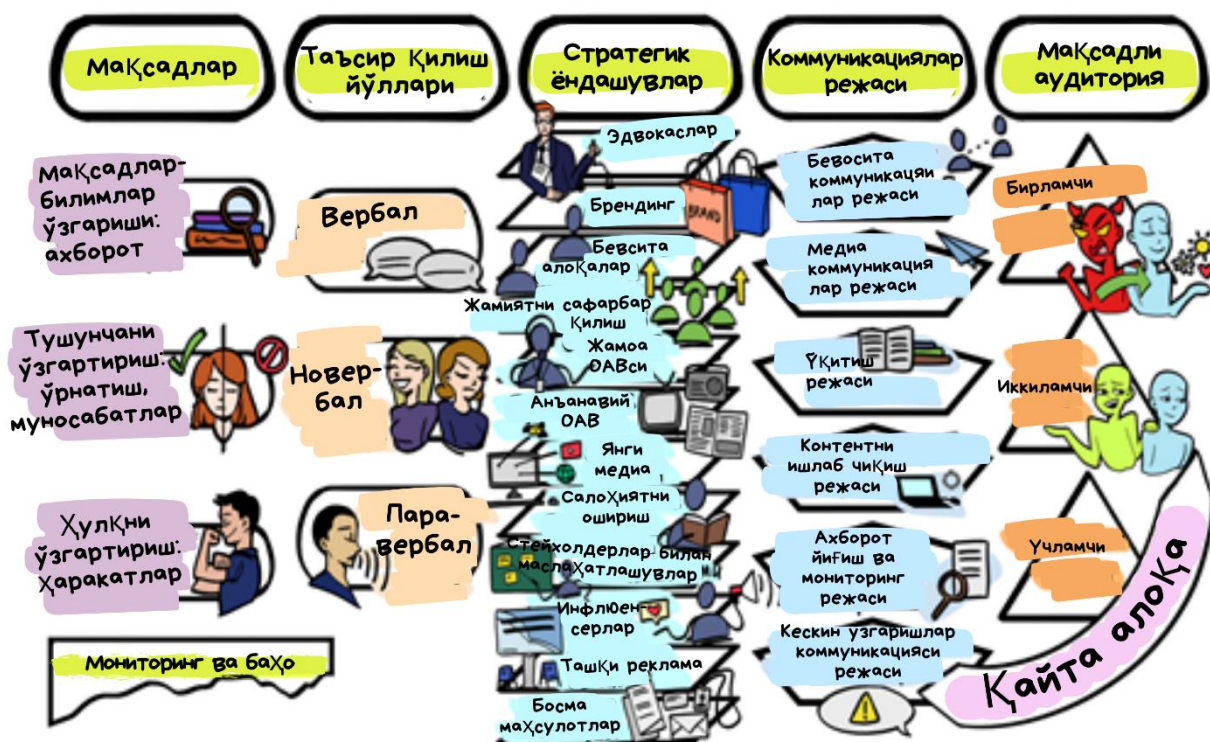 Мақсадлар
Таъсир қилиш
йўллари
Стратегик
ёндашувлар
Коммуникациялар
режаси
Мақсадли
аудитория
Мақсадлар-
билимлар
ўзгариши:
ахборот
Тушунчани
ўзгартириш:
ўрнатиш,
муносабатлар
Ҳулқни
ўзгартириш:
Ҳаракатлар
Мониторинг ва баҳо
Вербал
Новер-
бал
Пара-
вербал
Эдвокаслар
Брендинг
BRAND
Бевсита
алоқалар
Жамиятни сафарбар
қилиш
Жамоа
ОАВси
Анъанавий
ОАВ
Янги
медиа
Салоҳиятни
ошириш
Стейхолдерлар билан
маслаҳатлашувлар
Инфлюен-
серлар
Ташқи реклама
Босма
маҳсулотлар
Бевосита
коммуникацяи
лар режаси
Медиа
коммуникация
лар режаси
Ўқитиш
режаси
Контентни
ишлаб чиқиш
режаси
Ахборот
йиғиш ва
мониторинг
режаси
Кескин узгаришлар
коммуникацияси
режаси
Бирламчи
Иккиламчи
Учламчи
Қайта алоқа